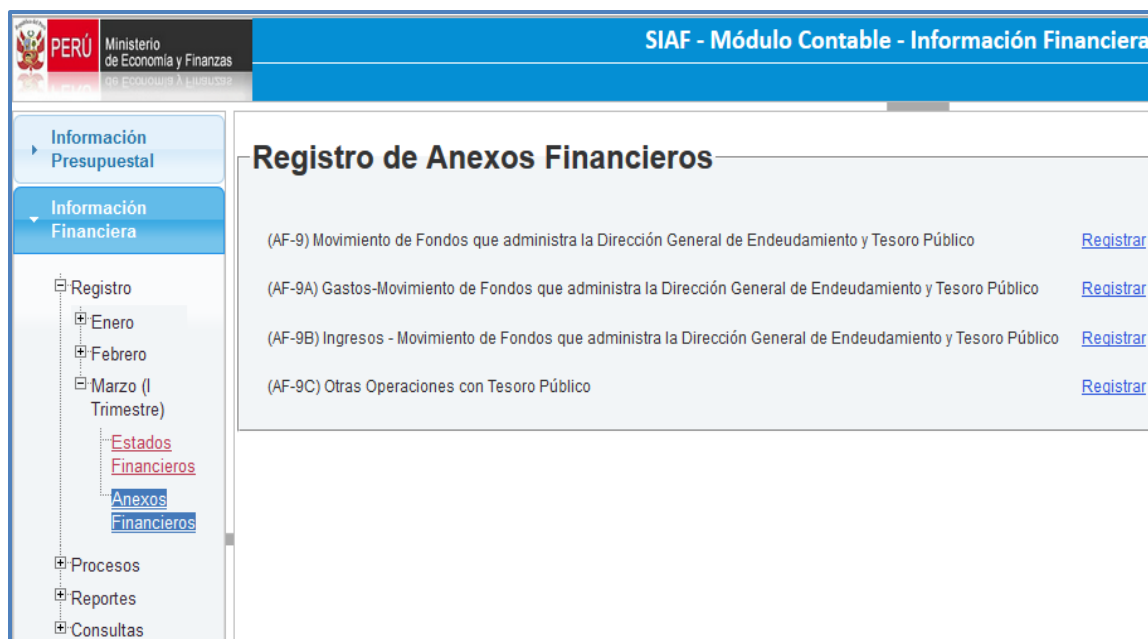 PERÚ
Ministerio
de Economía y Finanzas
SIAF - Módulo Contable - Información Financiera
Información
Presupuestal
Información
Financiera
Registro
Enero
Febrero
Marzo (I
Trimestre)
Estados
Financieros
Anexos
Financieros
Procesos
Reportes
Consultas
Registro de Anexos Financieros
(AF-9) Movimiento de Fondos que administra la Dirección General de Endeudamiento y Tesoro Público Registrar
(AF-9A) Gastos-Movimiento de Fondos que administra la Dirección General de Endeudamiento y Tesoro Público Registrar
(AF-9B) Ingresos - Movimiento de Fondos que administra la Dirección General de Endeudamiento y Tesoro Público Registrar
(AF-9C) Otras Operaciones con Tesoro Público Registrar